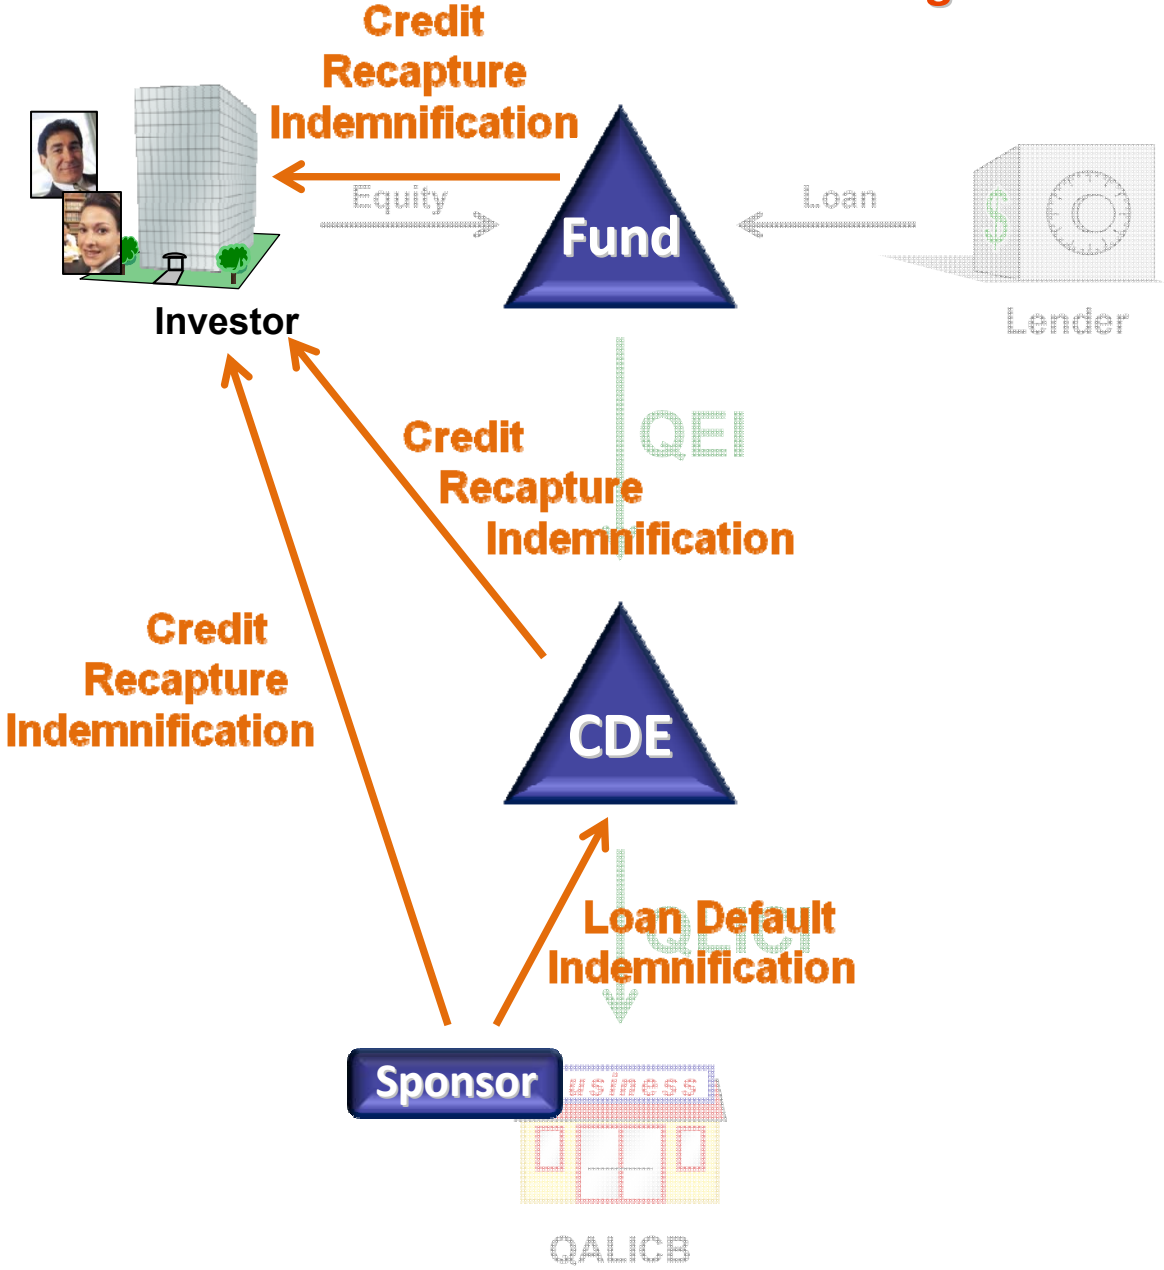 Credit
Recapture
Indemnification
Equity
Loan
$
Fund
Investor
Lender
QEI
Credit
Recapture
Indemnification
Credit
Recapture
Indemnification
CDE
Loan Default
QLICI
Indemnification
Sponsor
usiness
QALICB